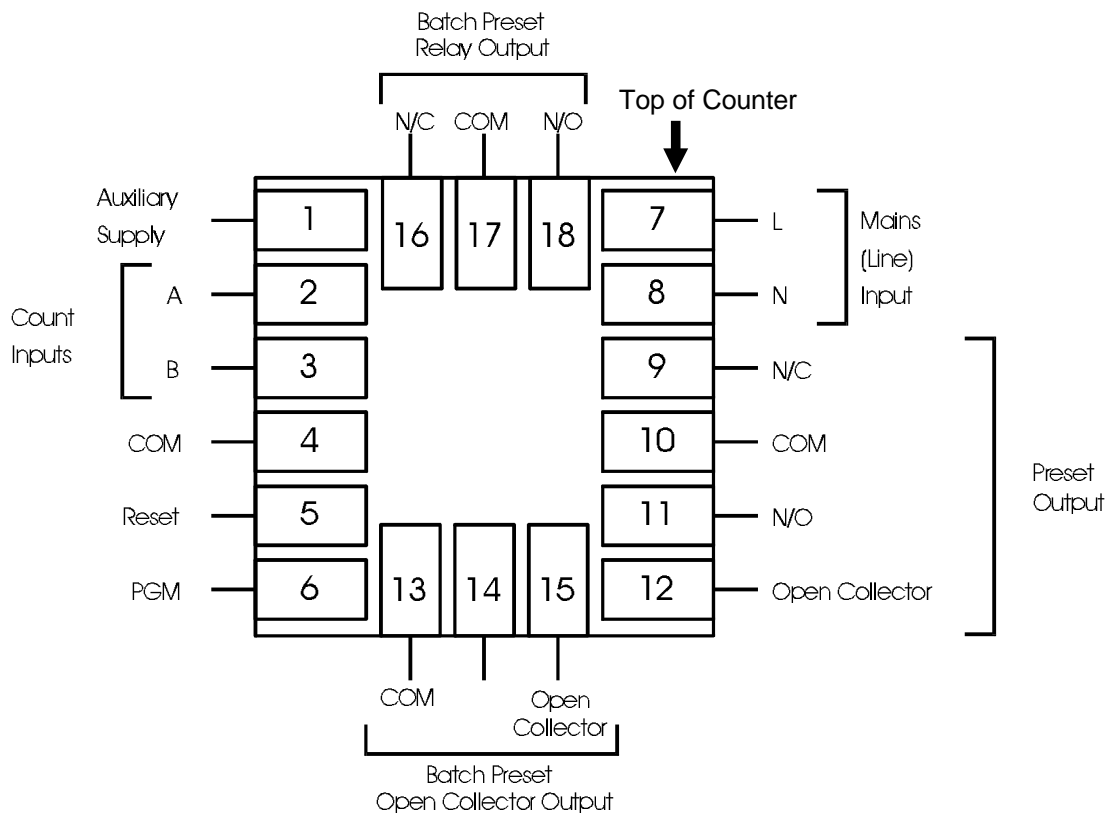 Batch Preset
Relay Output
N/C COM N/O
Top of Counter
Auxiliary
Supply
1
16 17 18
7
L
Mains
(Line)
Input
Count
Inputs
A
2
8
N
B
3
9
N/C
COM
4
10
COM
Preset
Output
Reset
5
11
N/O
PGM
6
13 14 15
12
Open Collector
COM
Open
Collector
Batch Preset
Open Collector Output